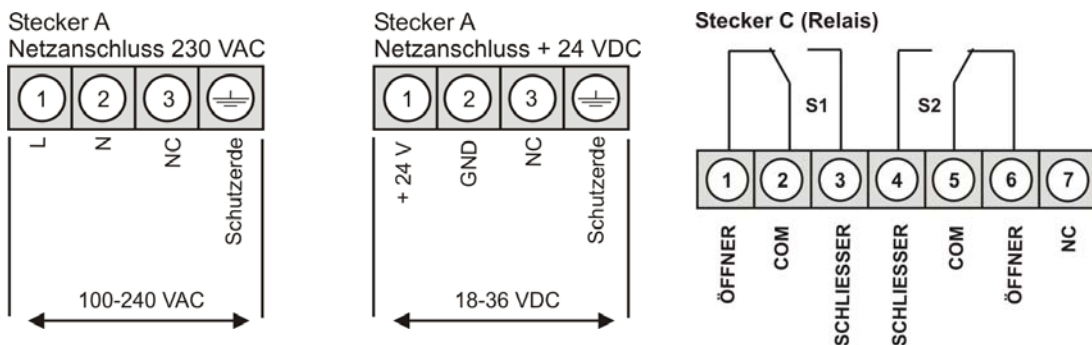 Stecker A
Netzanschluss 230 VAC
1 2 3
L N NC Schutzerde
100-240 VAC
Stecker A
Netzanschluss + 24 VDC
1 2 3
+ 24 V GND NC Schutzerde
18-36 VDC
Stecker C (Relais)
S1 S2
1 2 3 4 5 6 7
ÖFFNER COM SCHLIESSER SCHLIESSER COM ÖFFNER NC